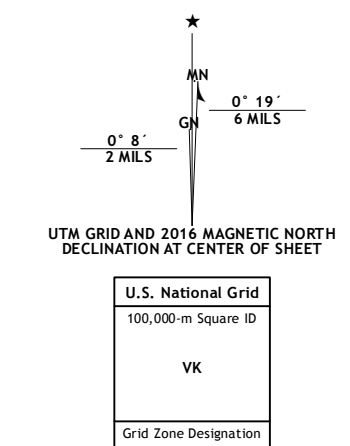 ★
MN
0° 19´
6 MILS
GN
0° 8´
2 MILS
UTM GRID AND 2016 MAGNETIC NORTH
DECLINATION AT CENTER OF SHEET
U.S. National Grid
100,000-m Square ID
VK
Grid Zone Designation